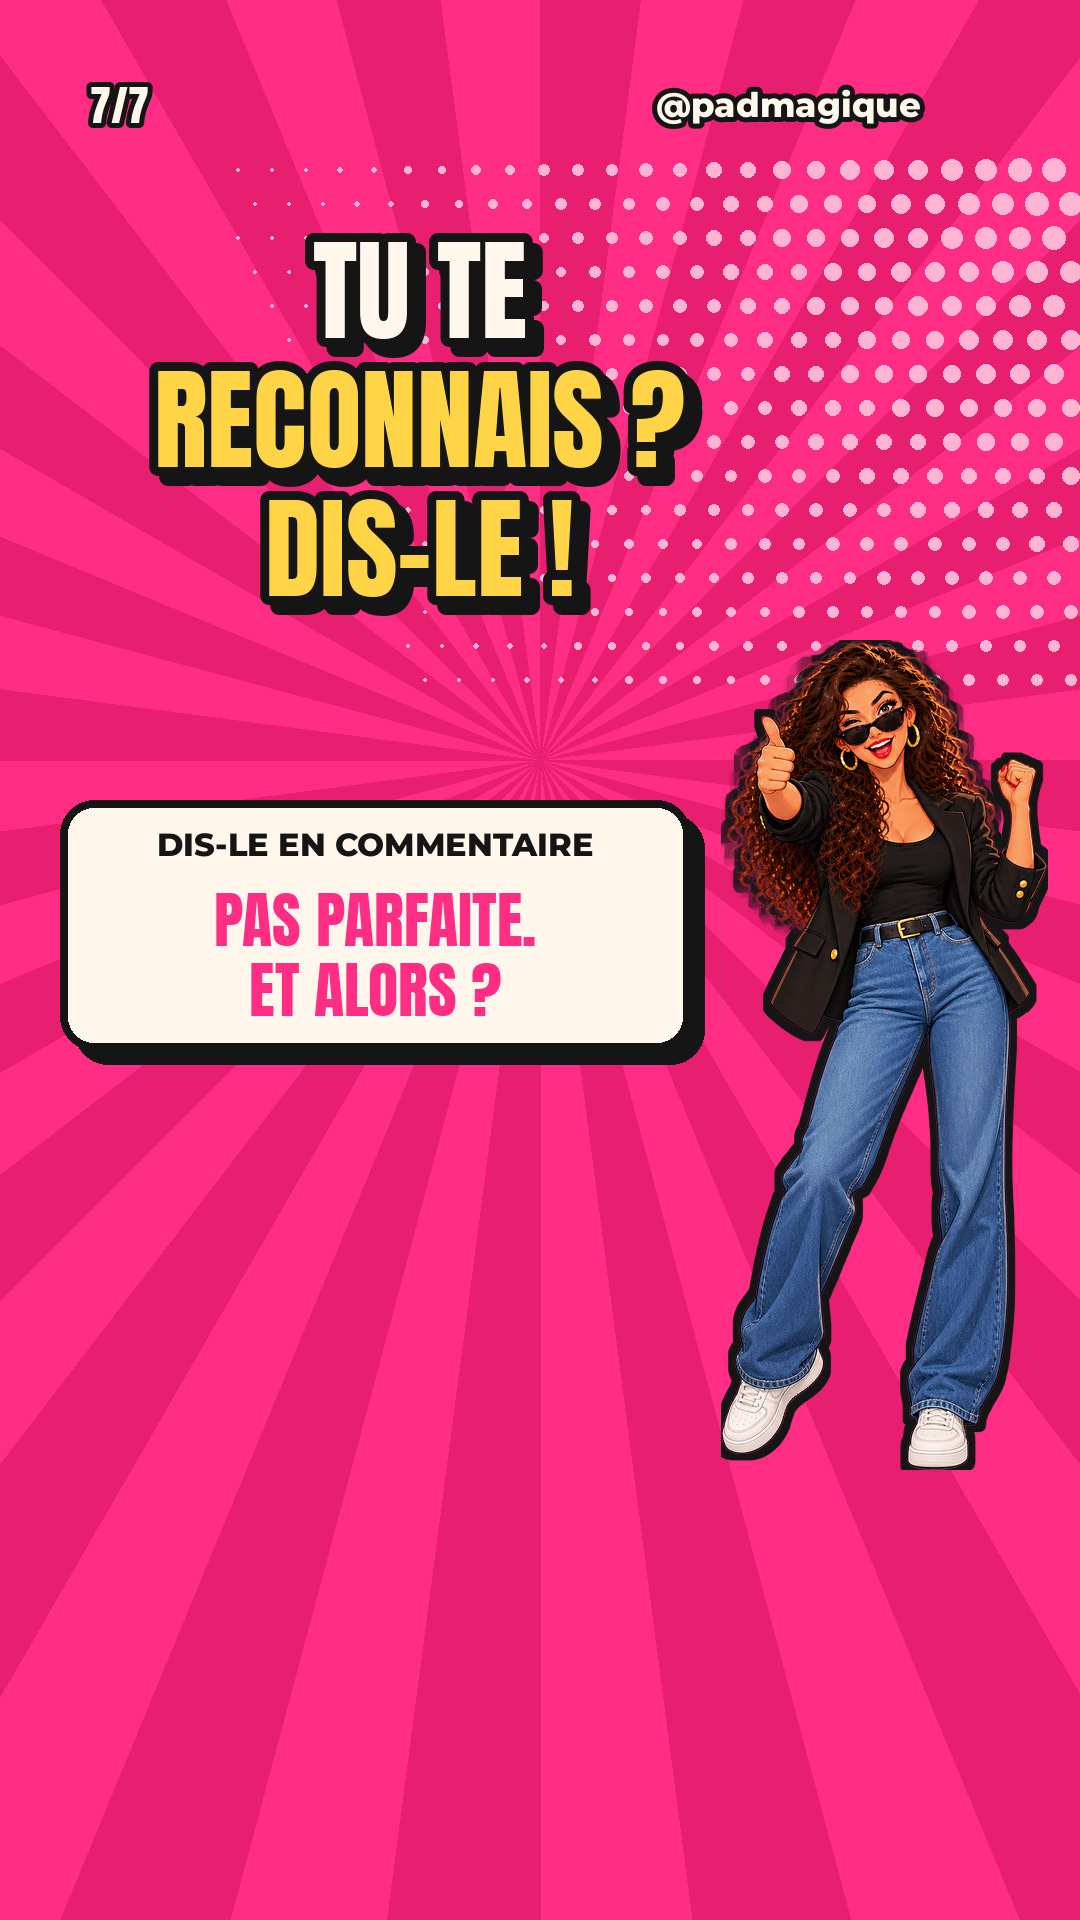 7/7
@padmagique
TU TE
RECONNAIS ?
DIS-LE !
DIS-LE EN COMMENTAIRE
PAS PARFAITE.
ET ALORS ?